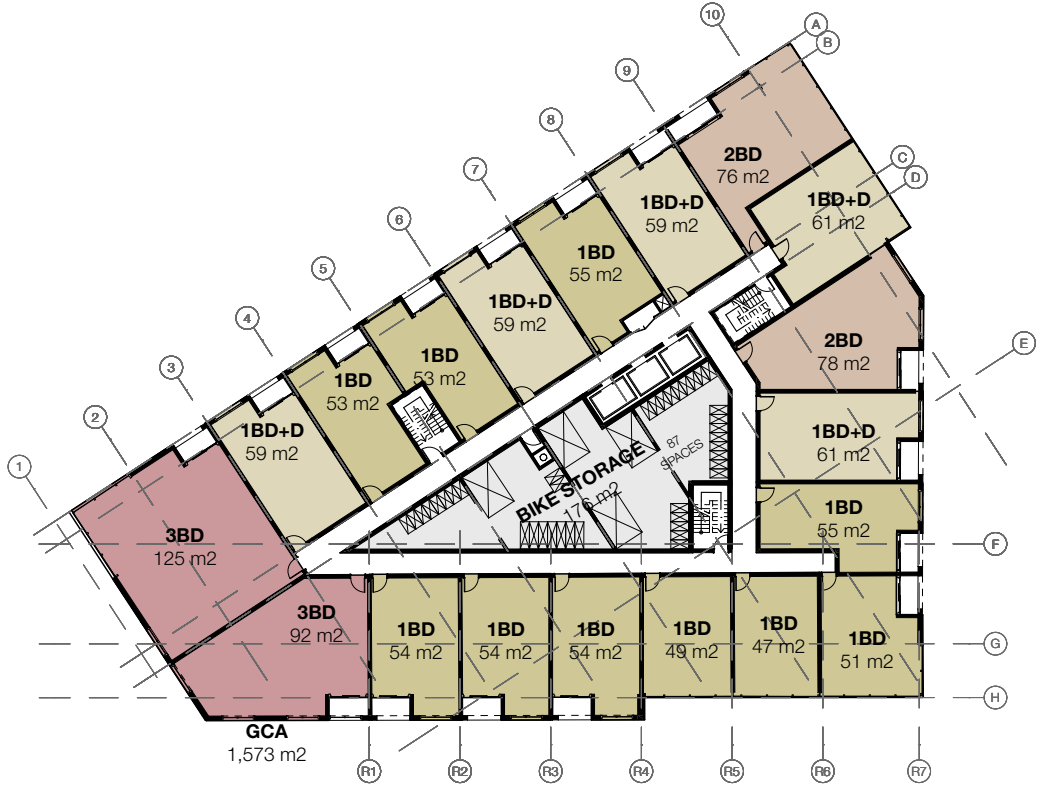 10
A
B
9
8
7
6
5
4
3
2
1
C
D
E
F
G
H
2BD
76 m2
1BD+D
61 m2
1BD+D
59 m2
1BD
55 m2
1BD+D
59 m2
1BD
53 m2
1BD
53 m2
1BD+D
59 m2
2BD
78 m2
1BD+D
61 m2
1BD
55 m2
87
SPACES
BIKE STORAGE
176 m2
3BD
125 m2
3BD
92 m2
1BD
54 m2
1BD
54 m2
1BD
54 m2
1BD
49 m2
1BD
47 m2
1BD
51 m2
GCA
1,573 m2
R1
R2
R3
R4
R5
R6
R7